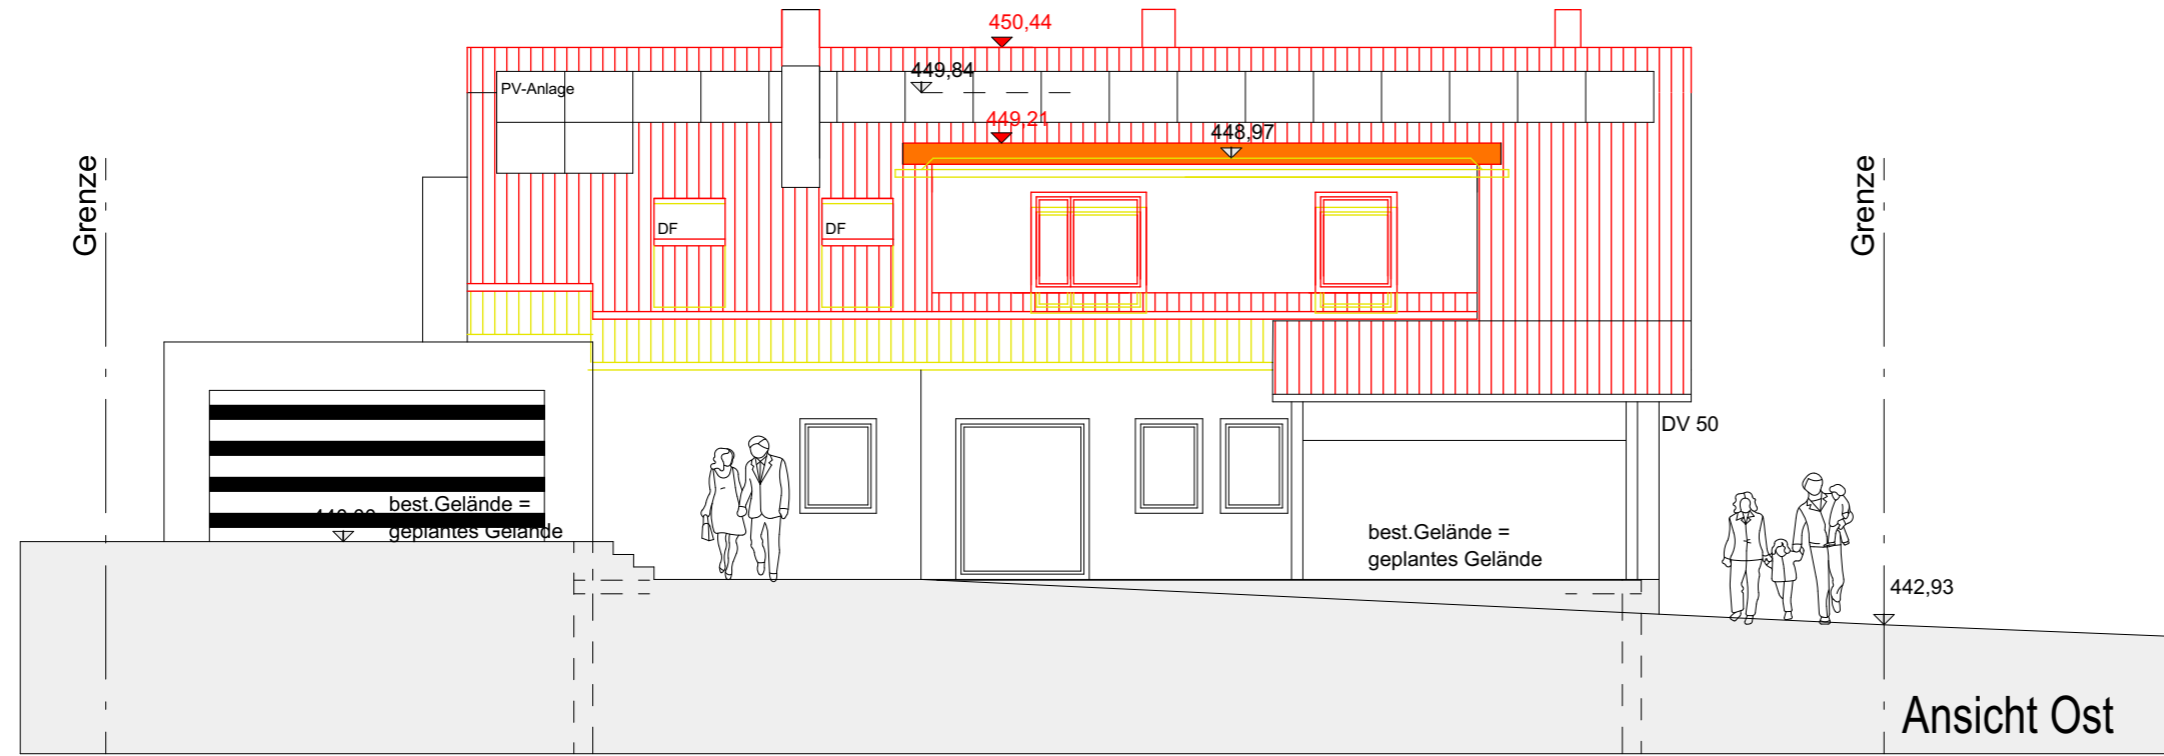 450,44
449,84
PV-Anlage
449,21
448,97
Grenze
Grenze
DF
DF
DV 50
best.Gelände =
geplantes Gelände
best.Gelände =
geplantes Gelände
442,93
Ansicht Ost